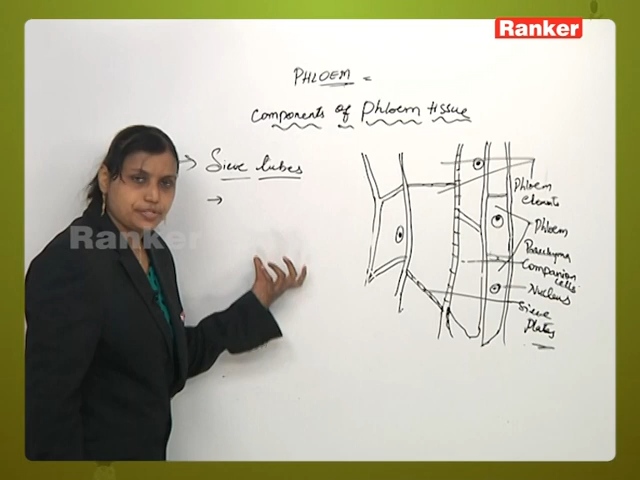 Ranker
PHLOEM =
Components of Phloem tissue
→ Sieve tubes
→
Ranker
Phloem
elements
Phloem
Parenchyma
Companion
cells
Nucleus
Sieve
Plates